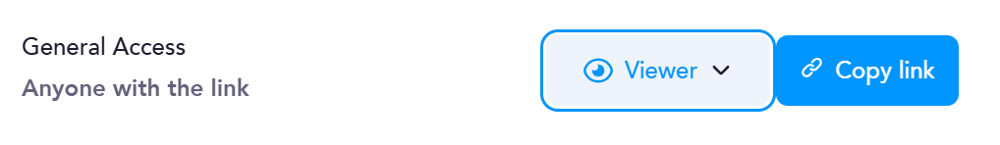 General Access
Anyone with the link
Viewer
Copy link